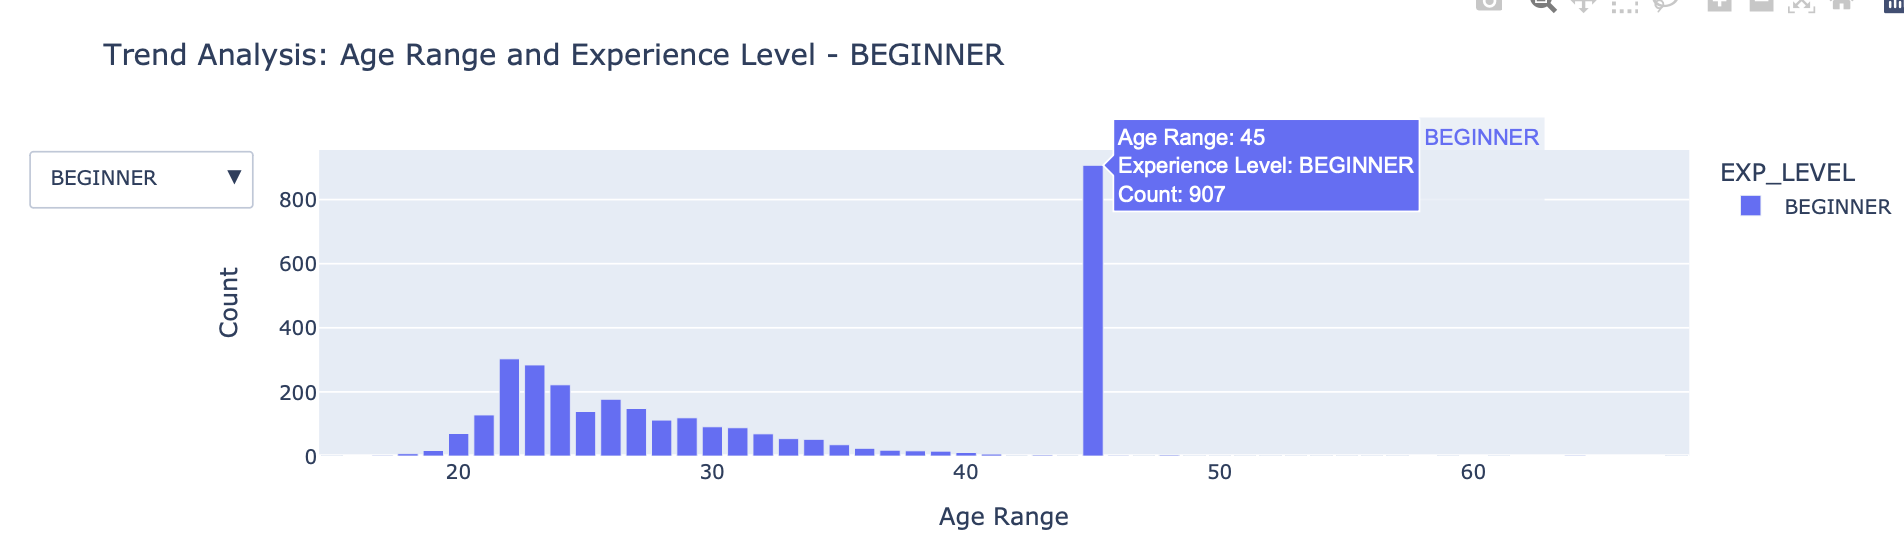 Trend Analysis: Age Range and Experience Level - BEGINNER
BEGINNER ▼
Age Range: 45
Experience Level: BEGINNER
Count: 907
BEGINNER
EXP_LEVEL
BEGINNER
Count
800
600
400
200
0
20 30 40 50 60
Age Range